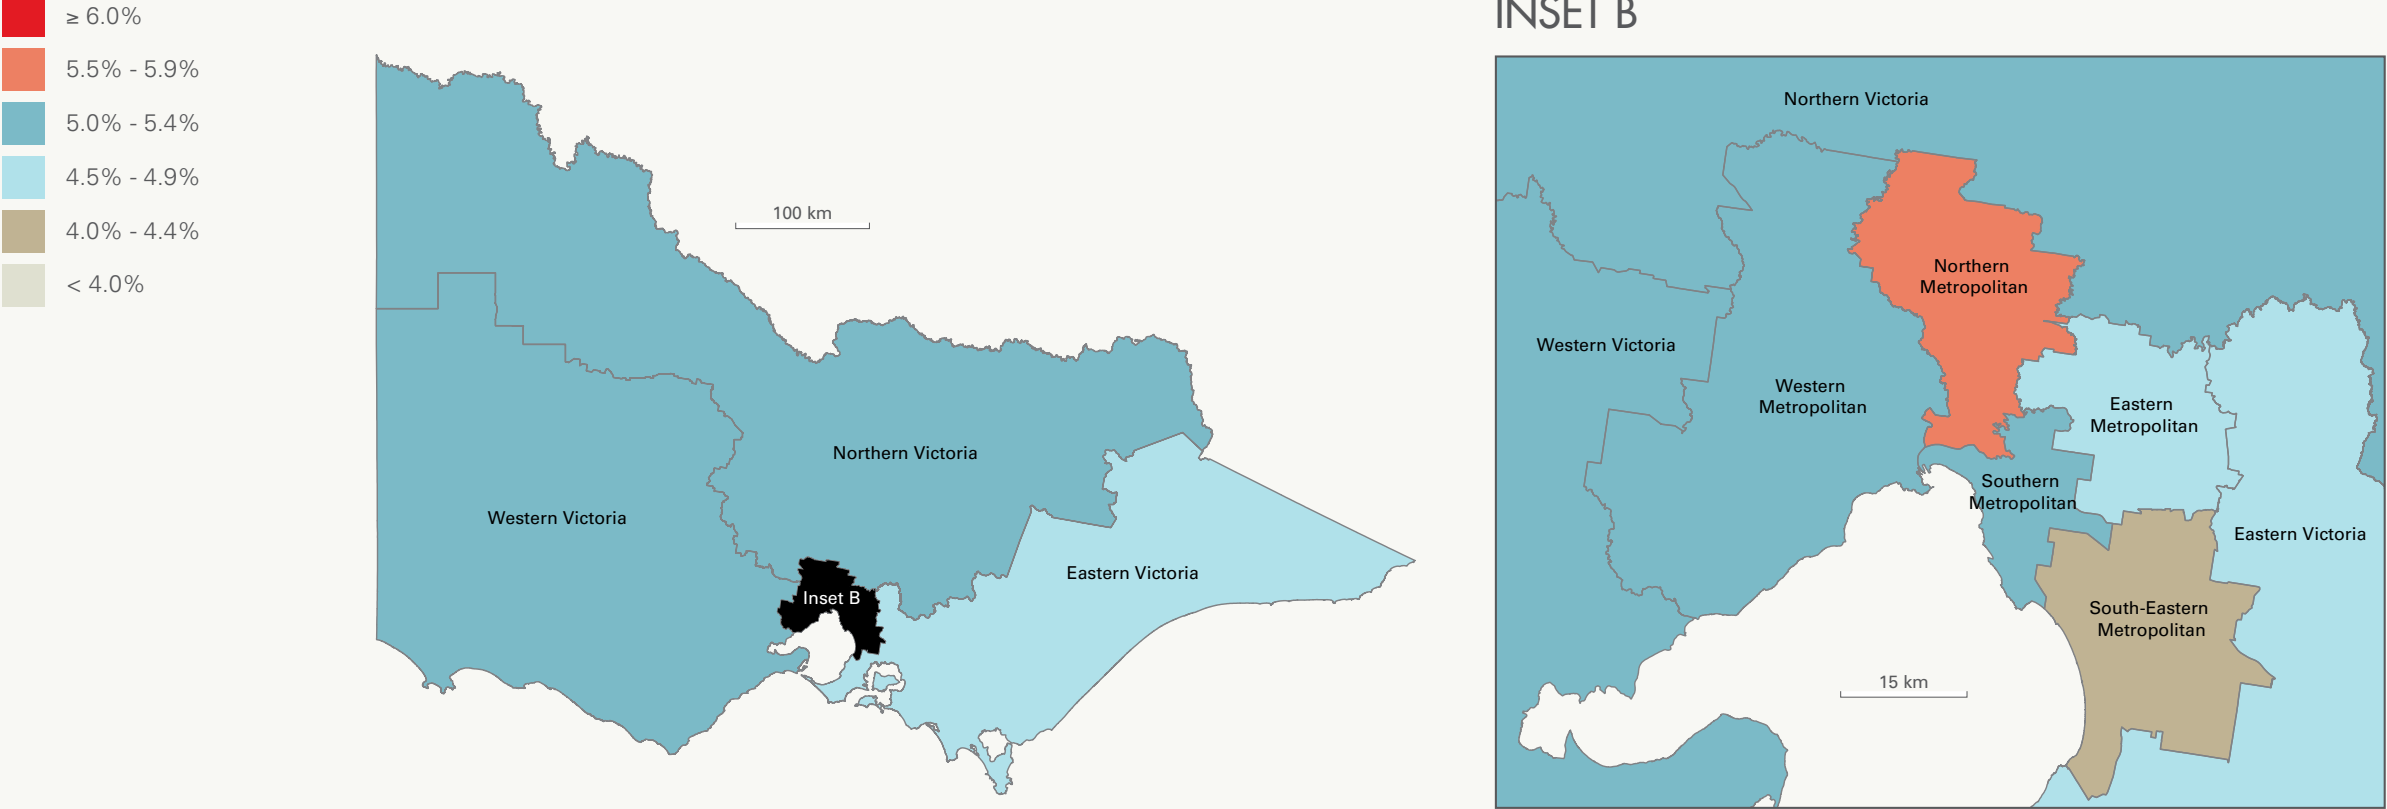 ≥ 6.0%
5.5% - 5.9%
5.0% - 5.4%
4.5% - 4.9%
4.0% - 4.4%
< 4.0%
100 km
Northern Victoria
Western Victoria
Eastern Victoria
Inset B
INSET B
Northern Victoria
Northern
Metropolitan
Western Victoria
Western
Metropolitan
Eastern
Metropolitan
Southern
Metropolitan
Eastern Victoria
South-Eastern
Metropolitan
15 km